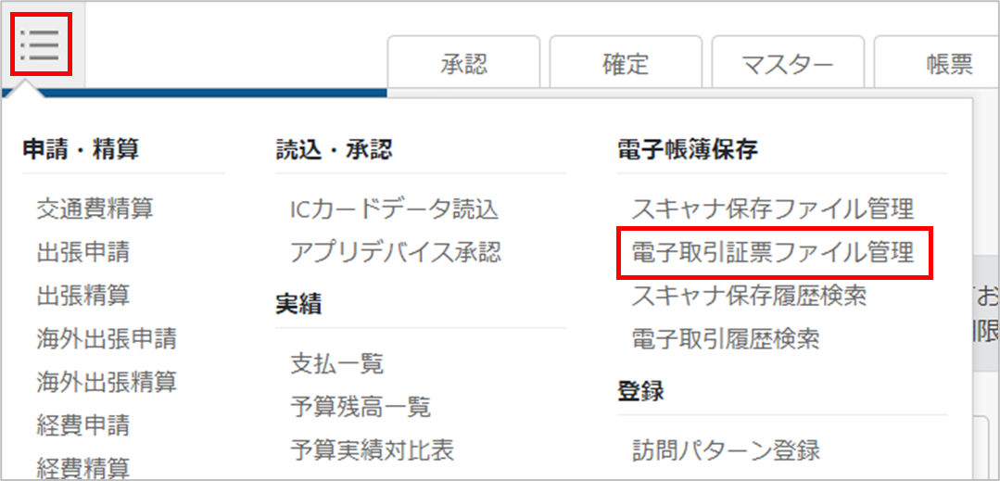 承認
確定
マスター
帳票
申請・精算
交通費精算
出張申請
出張精算
海外出張申請
海外出張精算
経費申請
経費精算
読込・承認
ICカードデータ読込
アプリデバイス承認
実績
支払一覧
予算残高一覧
予算実績対比表
電子帳簿保存
スキャナ保存ファイル管理
電子取引証票ファイル管理
スキャナ保存履歴検索
電子取引履歴検索
登録
訪問パターン登録
お
限